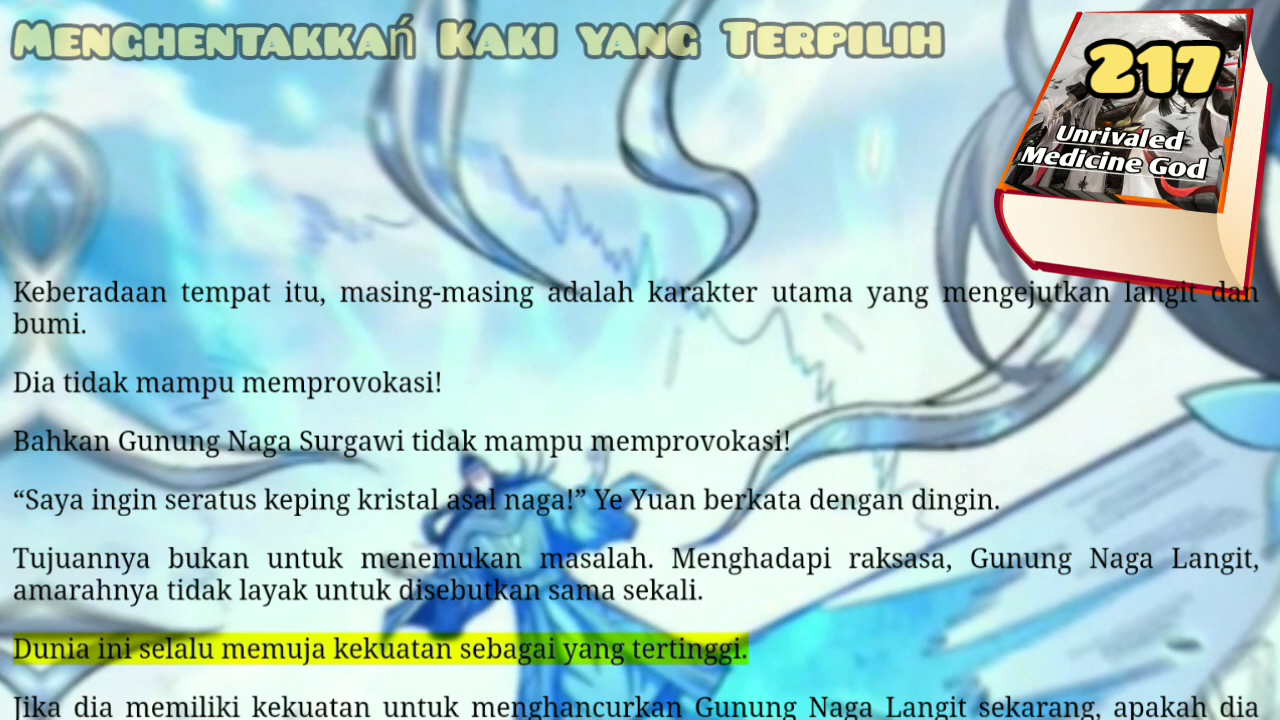 Menghentakkań Kaki yang Terpilih
217
Unrivaled
Medicine God
Keberadaan tempat itu, masing-masing adalah karakter utama yang mengejutkan langit dan
bumi.
Dia tidak mampu memprovokasi!
Bahkan Gunung Naga Surgawi tidak mampu memprovokasi!
“Saya ingin seratus keping kristal asal naga!” Ye Yuan berkata dengan dingin.
Tujuannya bukan untuk menemukan masalah. Menghadapi raksasa, Gunung Naga Langit,
amarahnya tidak layak untuk disebutkan sama sekali.
Dunia ini selalu memuja kekuatan sebagai yang tertinggi.
Jika dia memiliki kekuatan untuk menghancurkan Gunung Naga Langit sekarang, apakah dia